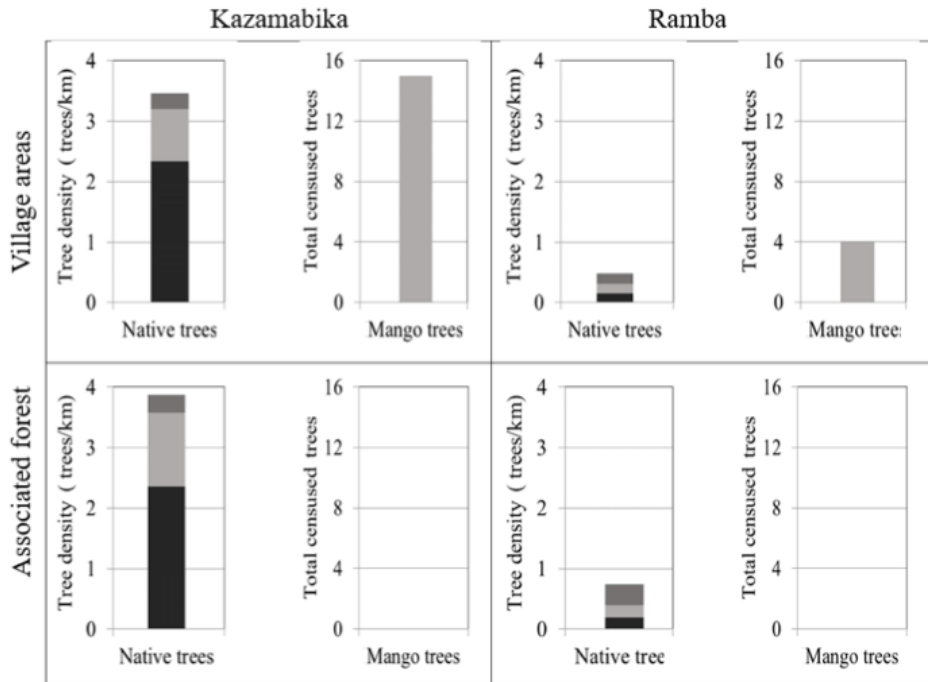 Kazamabika
Ramba
Village areas
Tree density ( trees/km)
4
3
2
1
0
Native trees
Total censused trees
16
12
8
4
0
Mango trees
Tree density ( trees/km)
4
3
2
1
0
Native trees
Total censused trees
16
12
8
4
0
Mango tree:
Associated forest
Tree density ( trees/km)
4
3
2
1
0
Native trees
Total censused trees
16
12
8
4
0
Mango trees
Tree density ( trees/km)
4
3
2
1
0
Native tree
Total censused trees
16
12
8
4
0
Mango trees